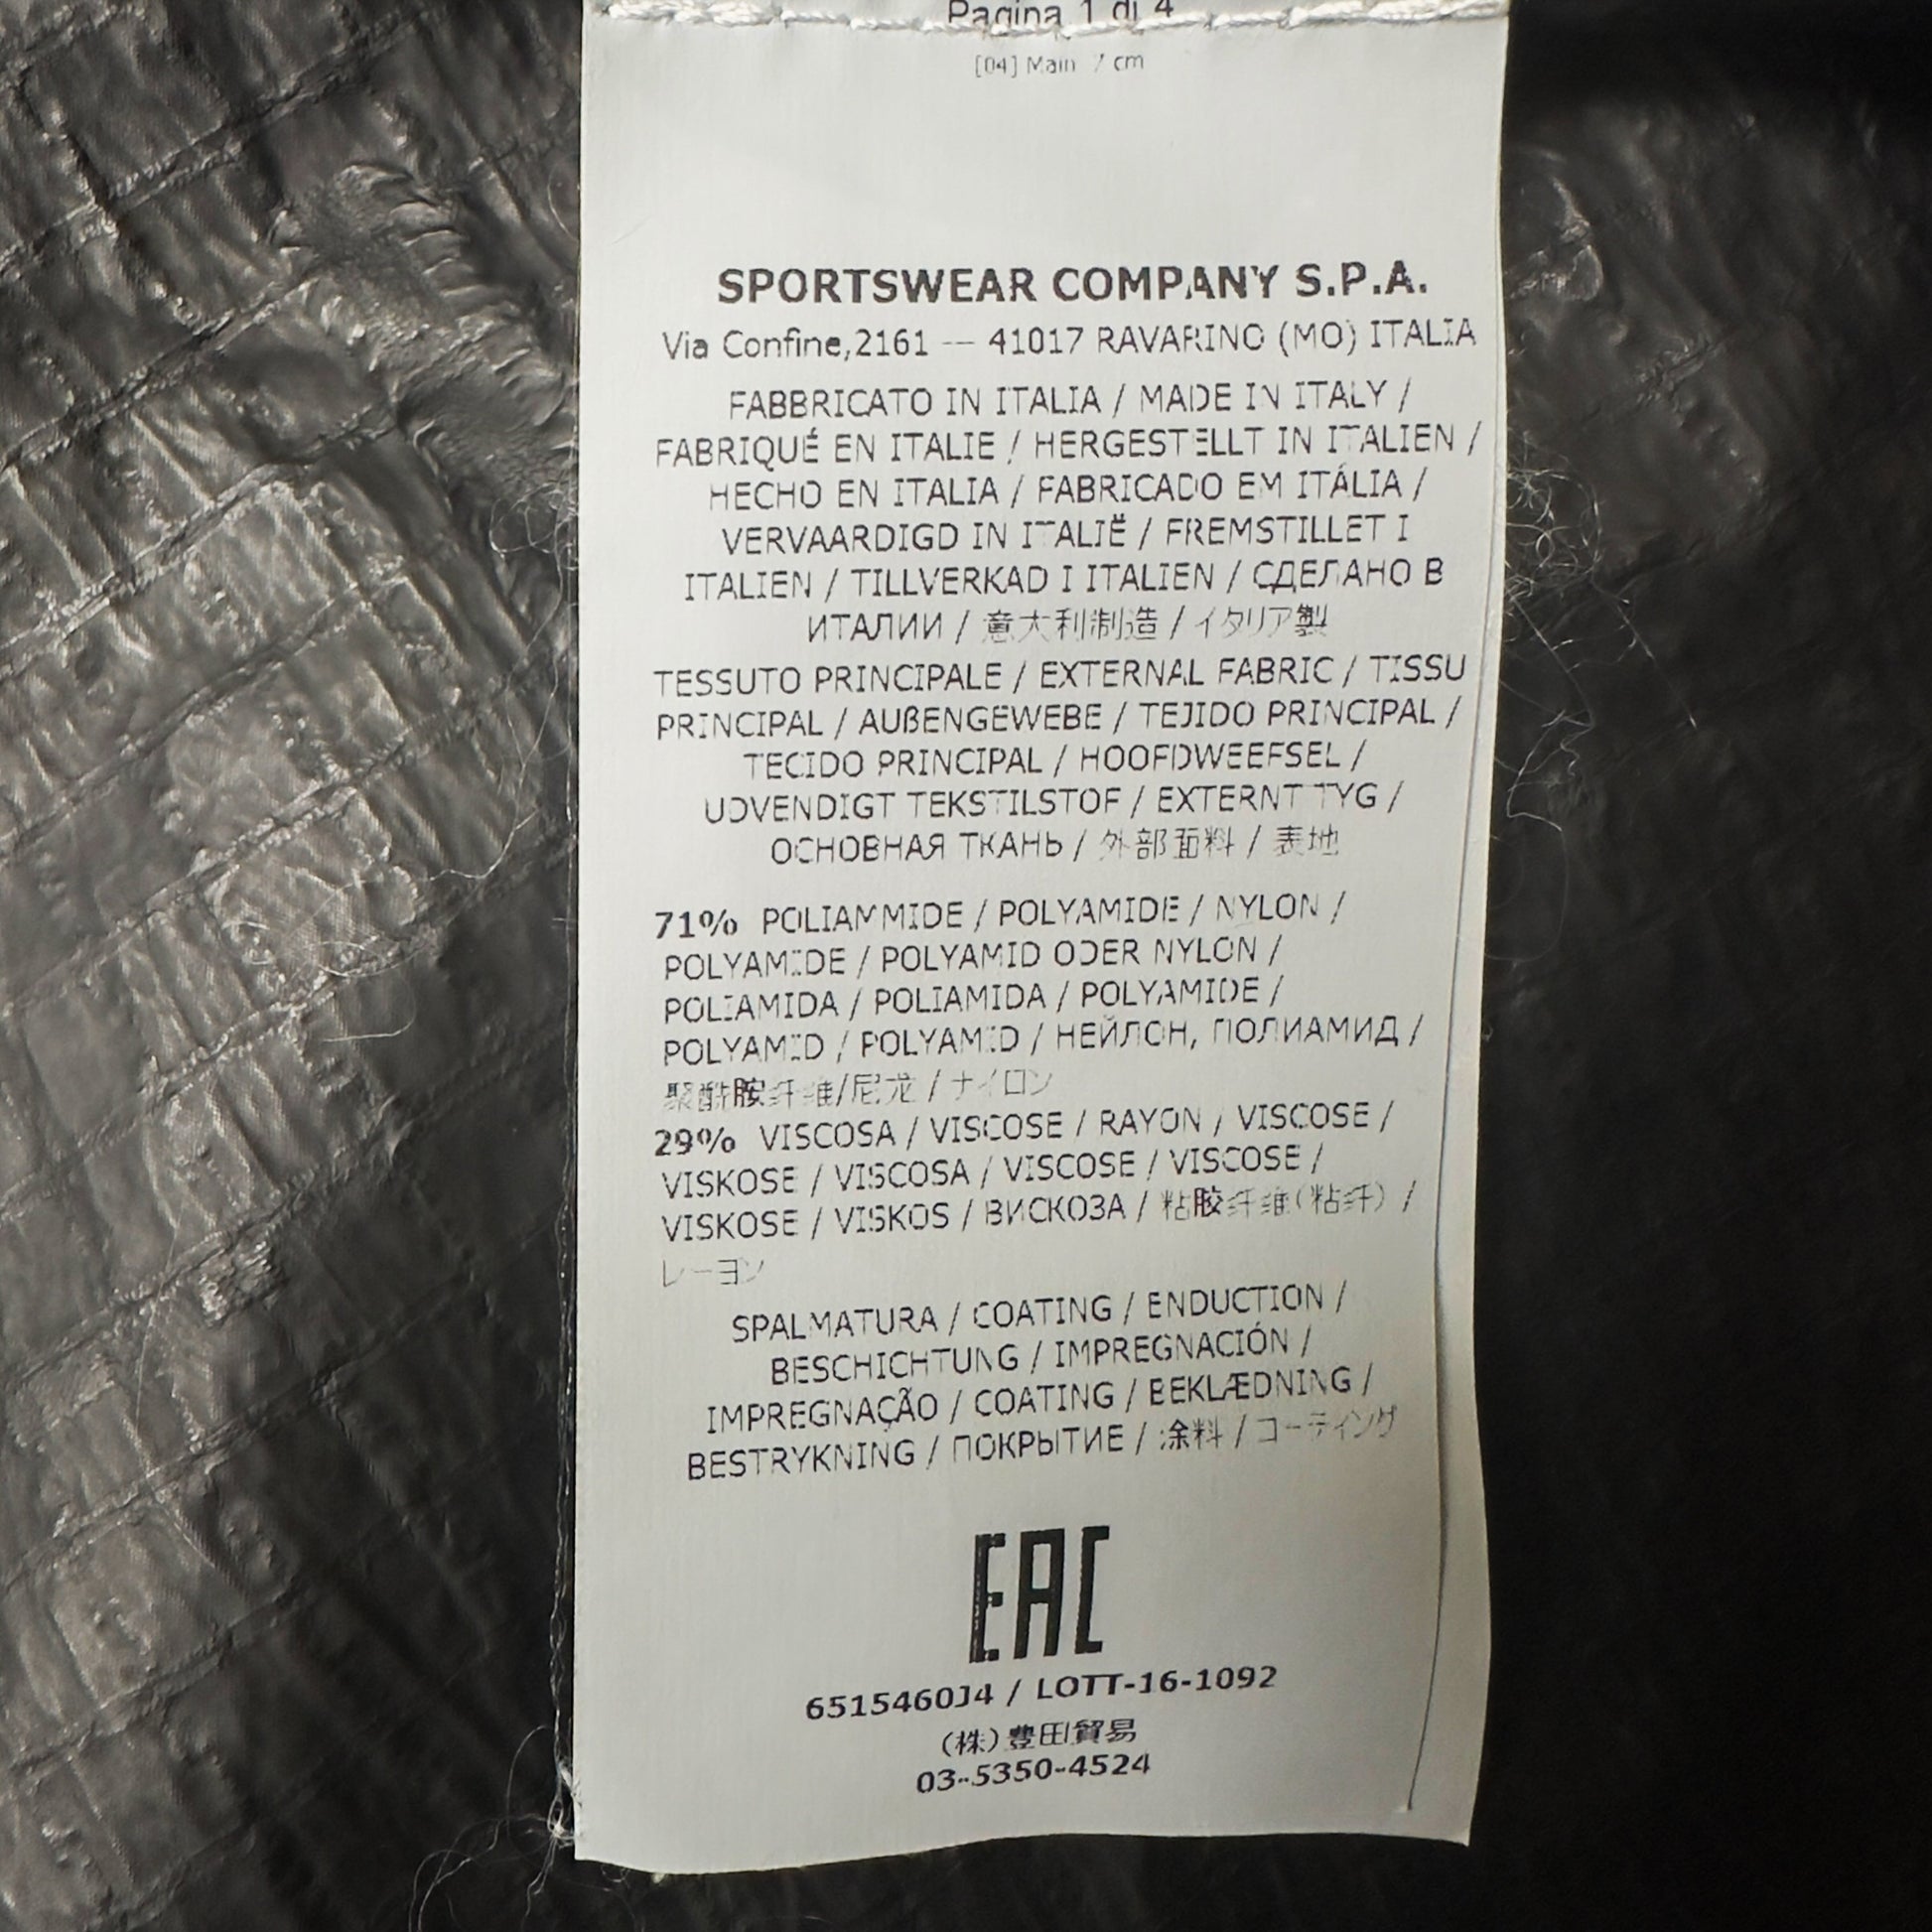 Pagina 1 di 4
[04] Main 7 cm
SPORTSWEAR COMPANY S.P.A.
Via Confine,2161 -- 41017 RAVARINO (MO) ITALIA
FABBRICATO IN ITALIA / MADE IN ITALY /
FABRIQUÉ EN ITALIE / HERGESTELLT IN ITALIEN /
HECHO EN ITALIA / FABRICADO EM ITÁLIA /
VERVAARDIGD IN ITALIË / FREMSTILLET I
ITALIEN / TILLVERKAD I ITALIEN / СДЕЛАНО В
ИТАЛИИ / 意大利制造 / イタリア製
TESSUTO PRINCIPALE / EXTERNAL FABRIC / TISSU
PRINCIPAL / AUßENGEWEBE / TEJIDO PRINCIPAL /
TECIDO PRINCIPAL / HOOFDWEEFSEL /
UDVENDIGT TEKSTILSTOF / EXTERNT TYG /
ОСНОВНАЯ ТКАНЬ / 外部面料 / 表地
71% POLIAMMIDE / POLYAMIDE / NYLON /
POLYAMIDE / POLYAMID ODER NYLON /
POLIAMIDA / POLIAMIDA / POLYAMIDE /
POLYAMID / POLYAMID / НЕЙЛОН, ПОЛИАМИД /
聚酰胺纤维/尼龙 / ナイロン
29% VISCOSA / VISCOSE / RAYON / VISCOSE /
VISKOSE / VISCOSA / VISCOSE / VISCOSE /
VISKOSE / VISKOS / ВИСКОЗА / 粘胶纤维(粘纤) /
レーヨン
SPALMATURA / COATING / ENDUCTION /
BESCHICHTUNG / IMPREGNACIÓN /
IMPREGNAÇÃO / COATING / BEKLÆDNING /
BESTRYKNING / ПОКРЫТИЕ / 涂料 / コーティング
EAC
6515460J4 / LOTT-16-1092
(株)豊田貿易
03-5350-4524